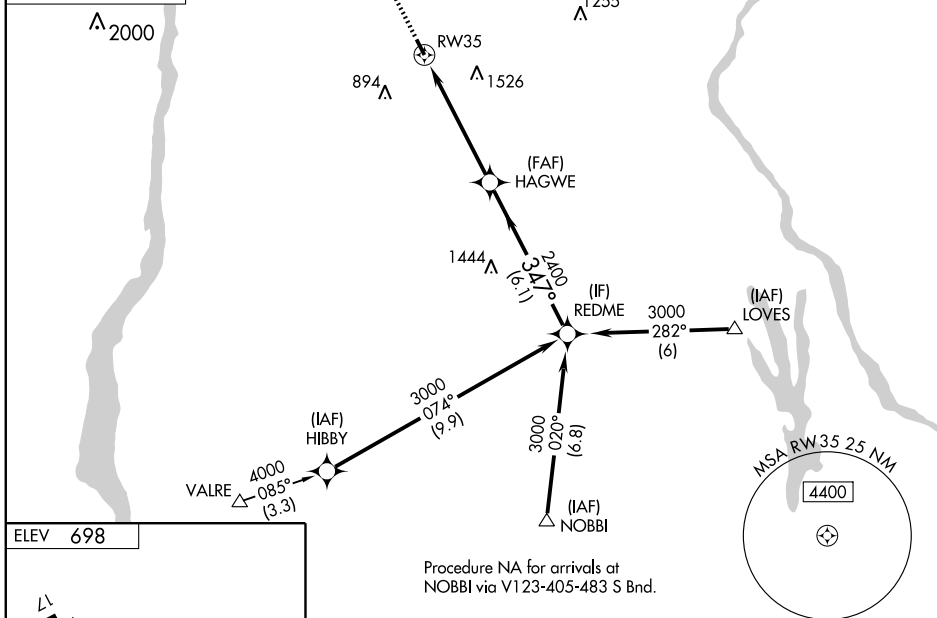 2000
1255
RW35
894
1526
(FAF)
HAGWE
1444
2400
347°
(6.1)
(IF)
REDME
3000
282°
(6)
(IAF)
LOVES
3000
074°
(9.9)
(IAF)
HIBBY
3000
020°
(6.8)
VALRE
4000
085°
(3.3)
(IAF)
NOBBI
MSA RW35 25 NM
4400
ELEV 698
Procedure NA for arrivals at
NOBBI via V123-405-483 S Bnd.
17